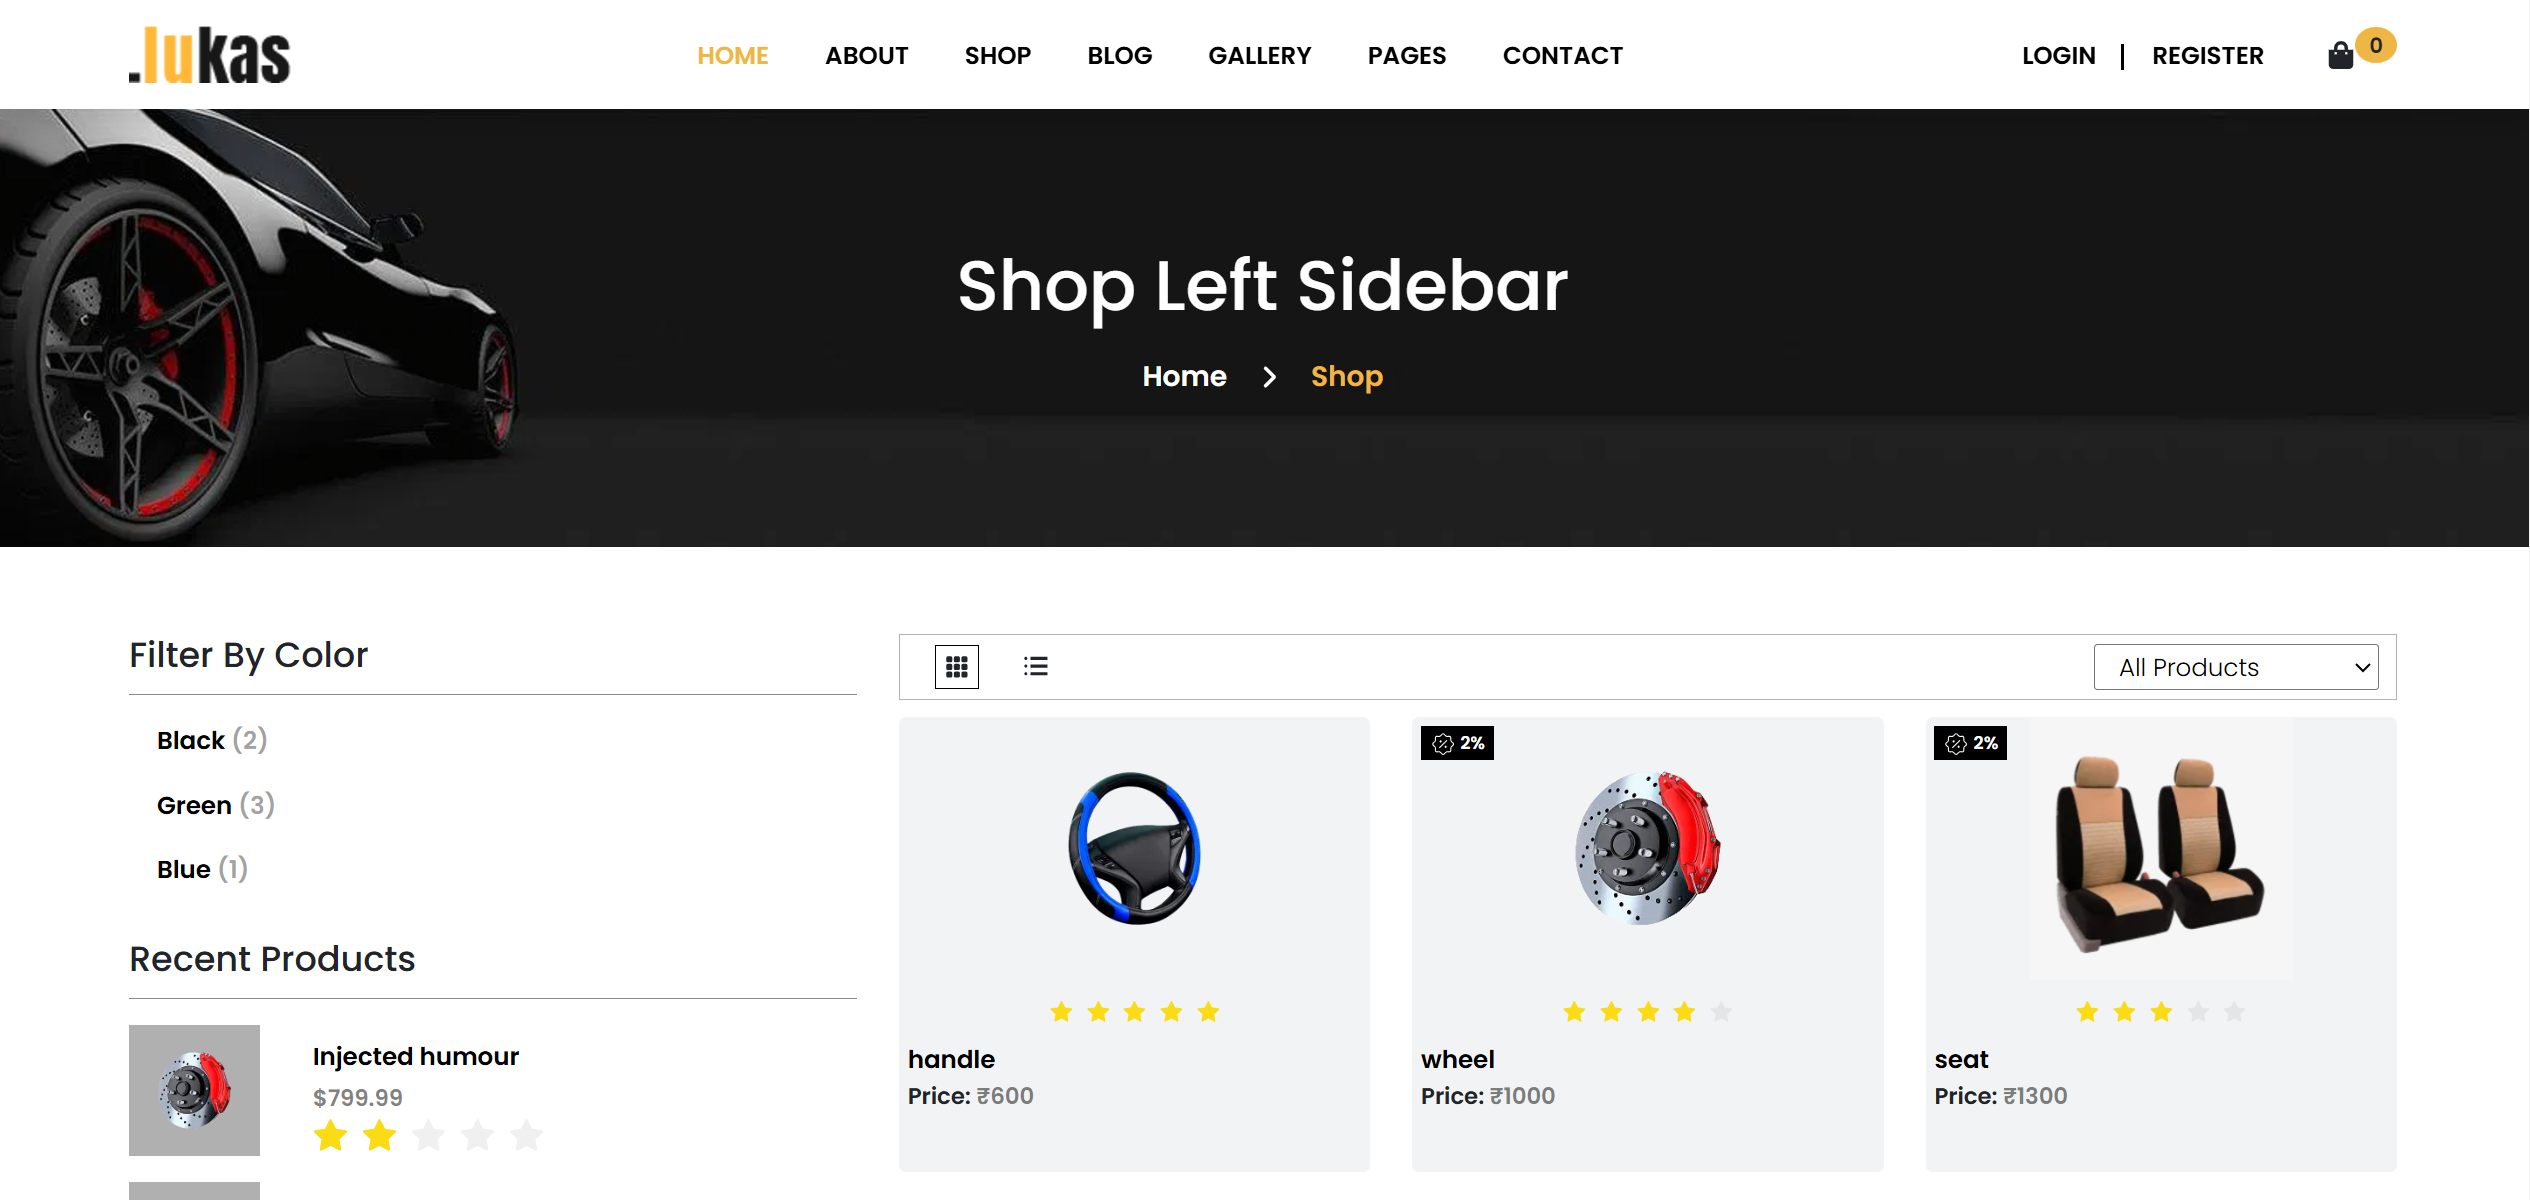 .lukas
HOME ABOUT SHOP BLOG GALLERY PAGES CONTACT
LOGIN | REGISTER
0
Shop Left Sidebar
Home > Shop
Filter By Color
Black (2)
Green (3)
Blue (1)
Recent Products
Injected humour
$799.99
All Products
handle
Price: ₹600
2%
wheel
Price: ₹1000
2%
seat
Price: ₹1300